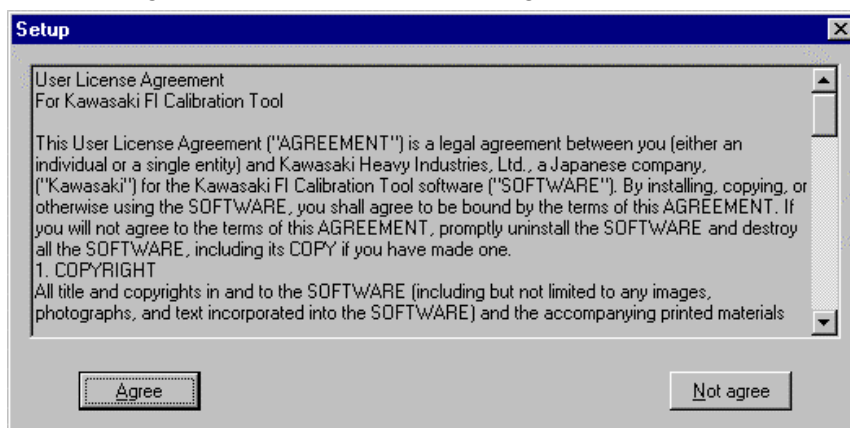 Setup
User License Agreement
For Kawasaki FI Calibration Tool
This User License Agreement ("AGREEMENT") is a legal agreement between you (either an
individual or a single entity) and Kawasaki Heavy Industries, Ltd., a Japanese company,
("Kawasaki") for the Kawasaki FI Calibration Tool software ("SOFTWARE"). By installing, copying, or
otherwise using the SOFTWARE, you shall agree to be bound by the terms of this AGREEMENT. If
you will not agree to the terms of this AGREEMENT, promptly uninstall the SOFTWARE and destroy
all the SOFTWARE, including its COPY if you have made one.
1. COPYRIGHT
All title and copyrights in and to the SOFTWARE (including but not limited to any images,
photographs, and text incorporated into the SOFTWARE) and the accompanying printed materials
Agree
Not agree